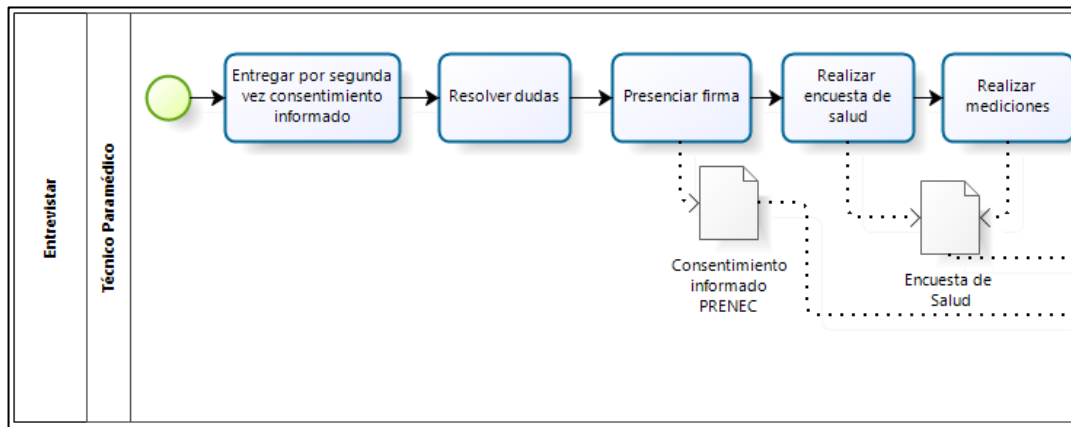 Entrevistar
Técnico Paramédico
Entregar por segunda
vez consentimiento
informado
Resolver dudas
Presenciar firma
Realizar
encuesta de
salud
Realizar
mediciones
Consentimiento
informado
PRENEC
Encuesta de
Salud